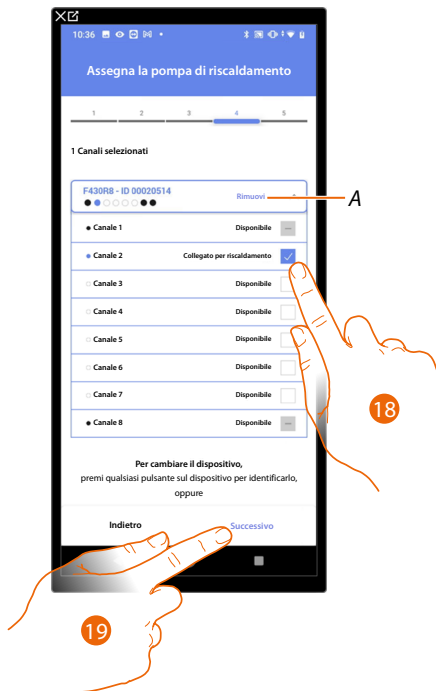 10:36
Assegna la pompa di riscaldamento
1 2 3 4 5
1 Canali selezionati
F430R8 - ID 00020514
Rimuovi
A
Canale 1 Disponibile
Canale 2 Collegato per riscaldamento
Canale 3 Disponibile
Canale 4 Disponibile
Canale 5 Disponibile
Canale 6 Disponibile
Canale 7 Disponibile
Canale 8 Disponibile
18
Per cambiare il dispositivo,
premi qualsiasi pulsante sul dispositivo per identificarlo,
oppure
Indietro Successivo
19